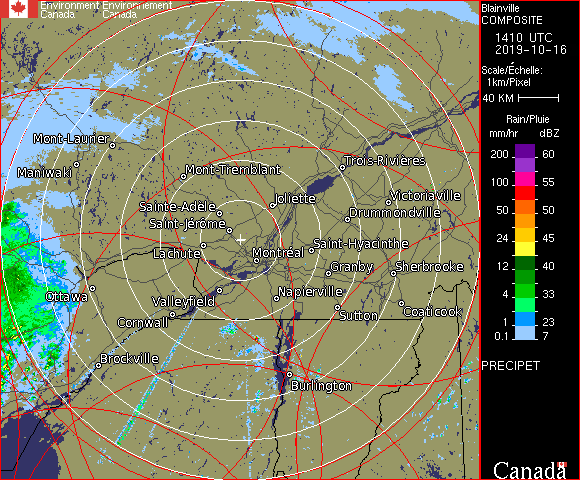 Environment Environnement
Canada Canada
Blainville
COMPOSITE
1410 UTC
2019-10-16
Scale/Échelle:
1km/Pixel
40 KM
Rain/Pluie
mm/hr dBZ
200 60
100 55
50 50
24 45
12 40
4 33
1 23
0.1 7
PRECIPET
Mont-Laurier
Maniwaki
Mont-Tremblant
Trois-Rivières
Joliette
Victoriaville
Sainte-Adèle
Drummondville
Saint-Jérôme
Saint-Hyacinthe
Lachute
Montréal
Granby
Sherbrooke
Ottawa
Valleyfield
Napierville
Coaticook
Cornwall
Sutton
Brockville
Burlington
Canada